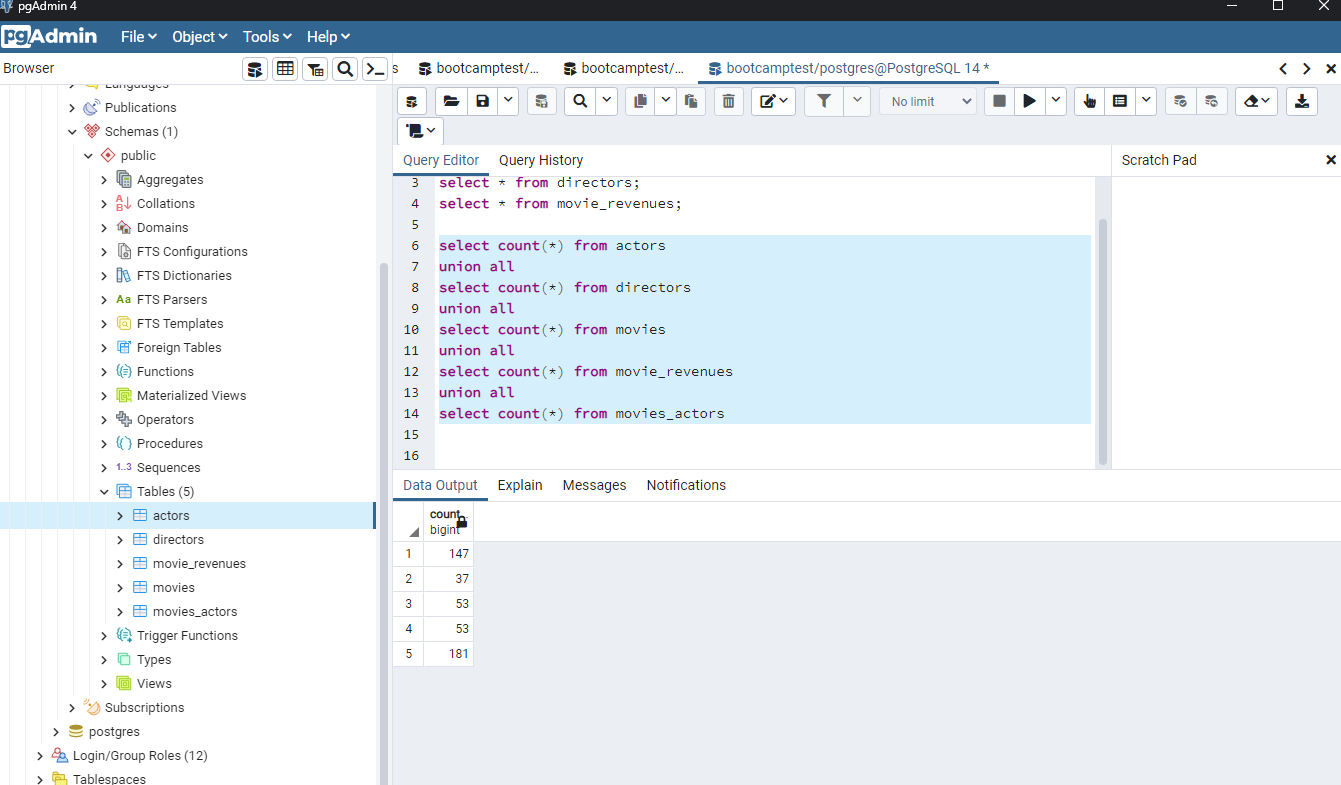 pgAdmin 4
pgAdmin File Object Tools Help
Browser
s bootcamptest/... bootcamptest/... bootcamptest/postgres@PostgreSQL 14 *
No limit
Languages
Publications
Schemas (1)
public
Aggregates
Collations
Domains
FTS Configurations
FTS Dictionaries
Aa FTS Parsers
FTS Templates
Foreign Tables
Functions
Materialized Views
Operators
Procedures
1..3 Sequences
Tables (5)
actors
directors
movie_revenues
movies
movies_actors
Trigger Functions
Types
Views
Subscriptions
postgres
Login/Group Roles (12)
Tablespaces
Query Editor Query History
Scratch Pad
3 select * from directors;
4 select * from movie_revenues;
5
6 select count(*) from actors
7 union all
8 select count(*) from directors
9 union all
10 select count(*) from movies
11 union all
12 select count(*) from movie_revenues
13 union all
14 select count(*) from movies_actors
15
16
Data Output Explain Messages Notifications
count
bigint
1 147
2 37
3 53
4 53
5 181